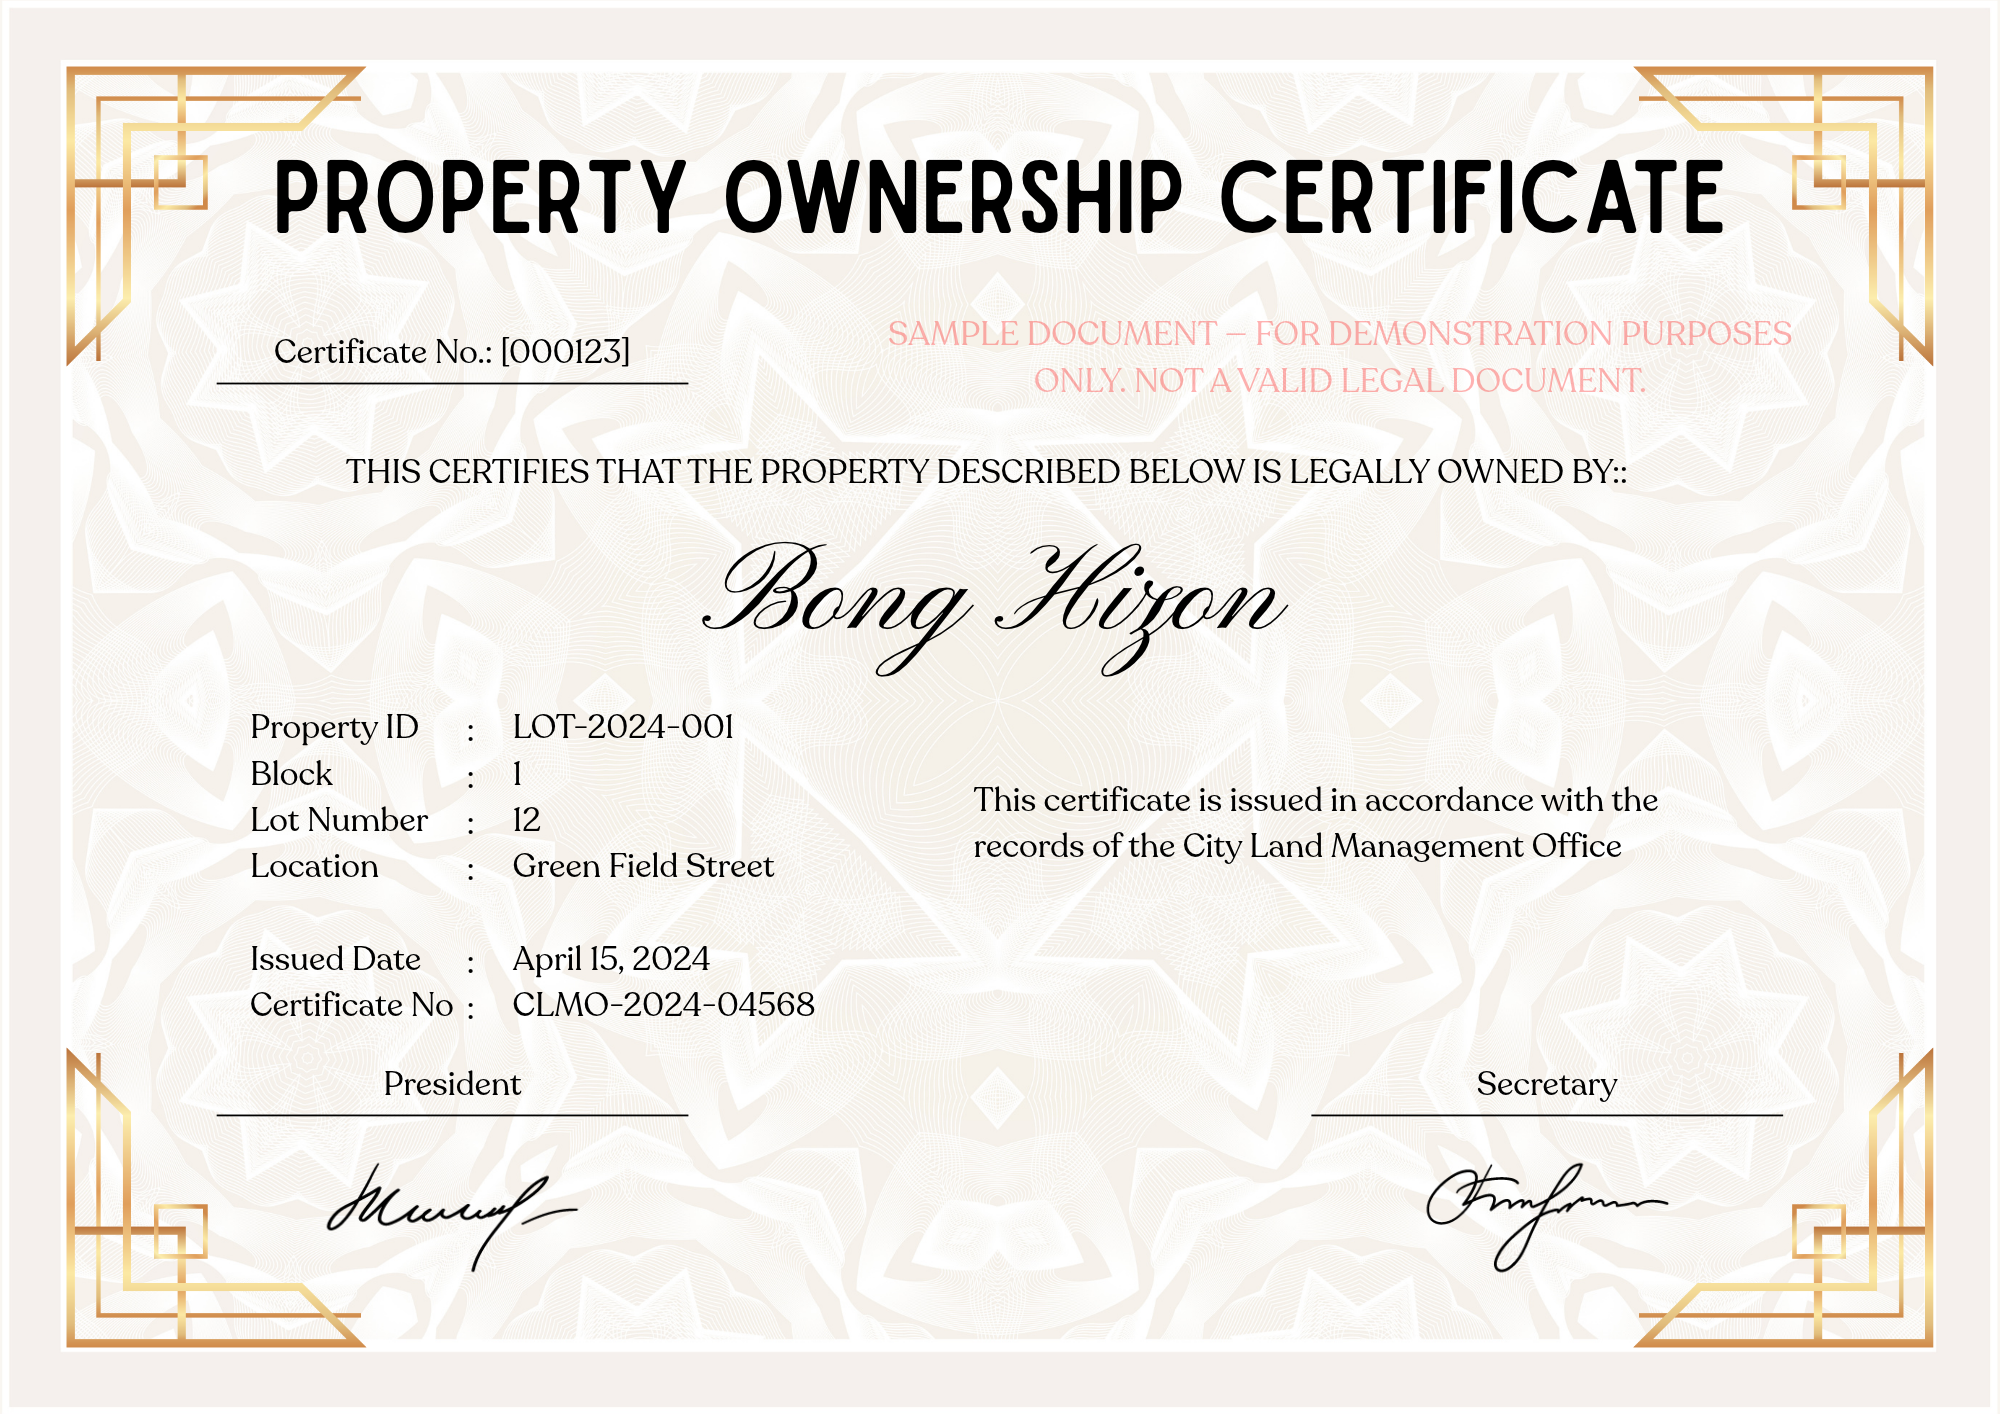 PROPERTY OWNERSHIP CERTIFICATE
Certificate No.: [000123]
SAMPLE DOCUMENT – FOR DEMONSTRATION PURPOSES
ONLY. NOT A VALID LEGAL DOCUMENT.
THIS CERTIFIES THAT THE PROPERTY DESCRIBED BELOW IS LEGALLY OWNED BY::
Bong Hizon
Property ID : LOT-2024-001
Block : 1
Lot Number : 12
Location : Green Field Street
This certificate is issued in accordance with the
records of the City Land Management Office
Issued Date : April 15, 2024
Certificate No : CLMO-2024-04568
President
Secretary